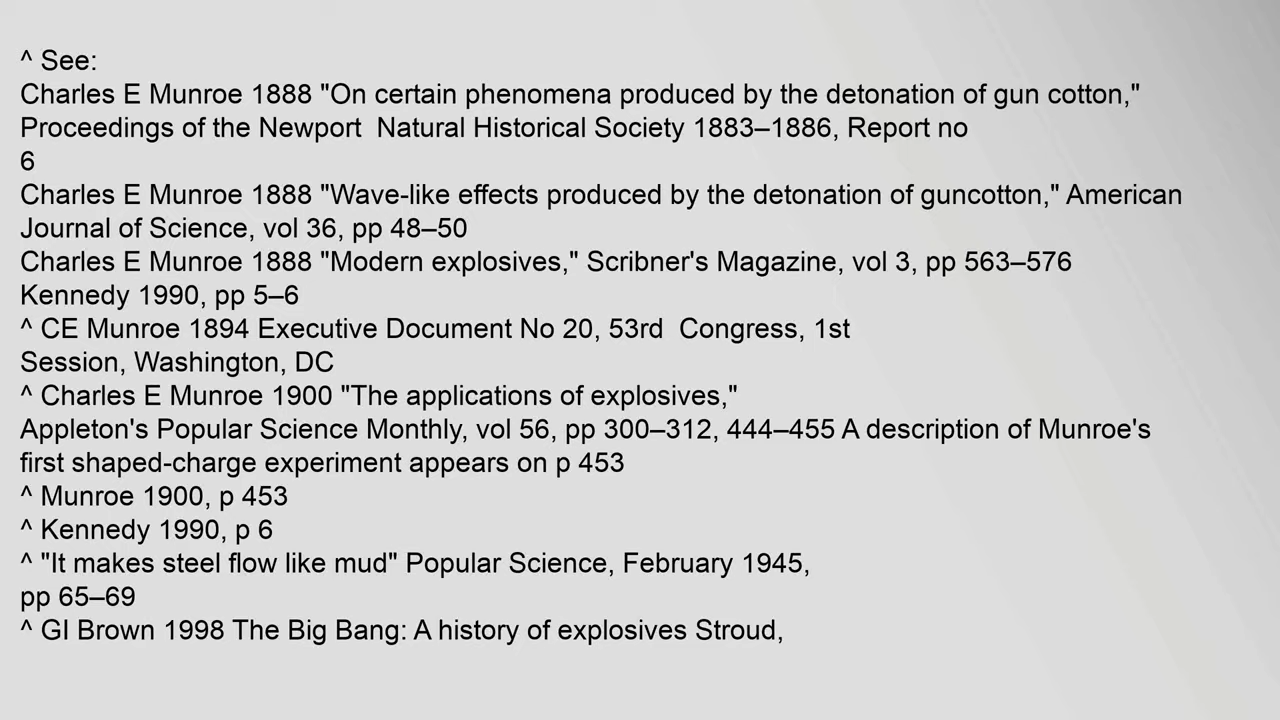 ^ See:
Charles E Munroe 1888 "On certain phenomena produced by the detonation of gun cotton,"
Proceedings of the Newport  Natural Historical Society 1883–1886, Report no
6
Charles E Munroe 1888 "Wave-like effects produced by the detonation of guncotton," American
Journal of Science, vol 36, pp 48–50
Charles E Munroe 1888 "Modern explosives," Scribner's Magazine, vol 3, pp 563–576
Kennedy 1990, pp 5–6
^ CE Munroe 1894 Executive Document No 20, 53rd  Congress, 1st
Session, Washington, DC
^ Charles E Munroe 1900 "The applications of explosives,"
Appleton's Popular Science Monthly, vol 56, pp 300–312, 444–455 A description of Munroe's
first shaped-charge experiment appears on p 453
^ Munroe 1900, p 453
^ Kennedy 1990, p 6
^ "It makes steel flow like mud" Popular Science, February 1945,
pp 65–69
^ GI Brown 1998 The Big Bang: A history of explosives Stroud,